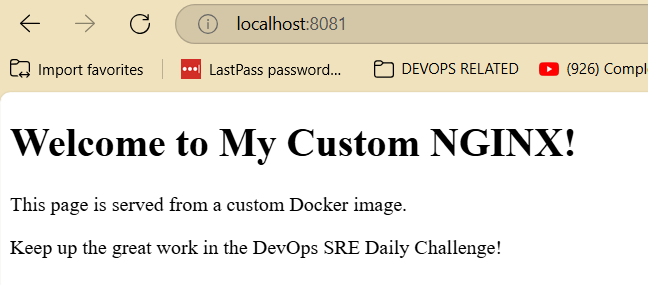 localhost:8081
Import favorites LastPass password... DEVOPS RELATED (926) Compl
Welcome to My Custom NGINX!
This page is served from a custom Docker image.
Keep up the great work in the DevOps SRE Daily Challenge!